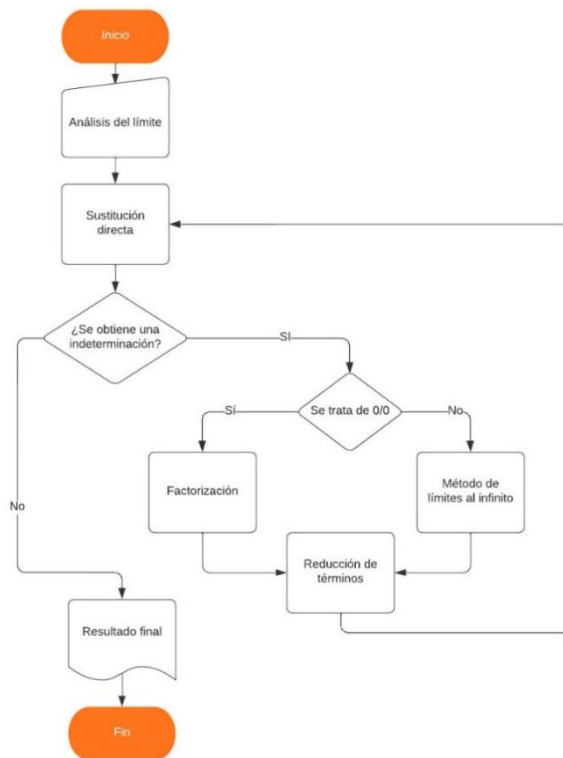 Inicio
Análisis del límite
Sustitución
directa
¿Se obtiene una
indeterminación?
SI
Se trata de 0/0
Sí
No
Factorización
Método de
límites al infinito
No
Reducción de
términos
Resultado final
Fin